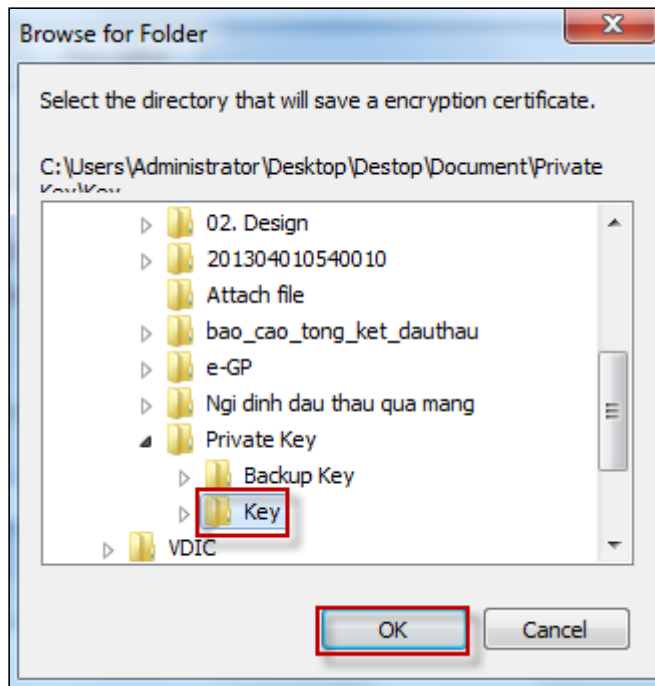 Browse for Folder
Select the directory that will save a encryption certificate.
C:\Users\Administrator\Desktop\Destop\Document\Private
Key\Key
02. Design
201304010540010
Attach file
bao_cao_tong_ket_dauthau
e-GP
Ngi dinh dau thau qua mang
Private Key
Backup Key
Key
VDIC
OK Cancel